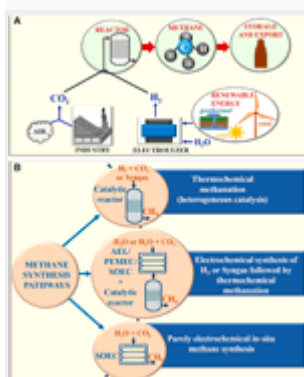 A
REACTOR
METHANE
STORAGE
AND EXPORT
CO2
H2
RENEWABLE
ENERGY
geothermal
AIR
H2O
INDUSTRY
ELECTROLYZER
B
H2 + CO2
or Syngas
Catalytic
reactor
CH4
Thermochemical
methanation
(heterogeneous catalysis)
METHANE
SYNTHESIS
PATHWAYS
H2O or H2O + CO2
AEL/
PEMEC/
SOEC
+
Catalytic
reactor
CH4
Electrochemical synthesis of
H2 or Syngas followed by
thermochemical
methanation
H2O + CO2
SOEC
CH4
Purely electrochemical in-situ
methane synthesis